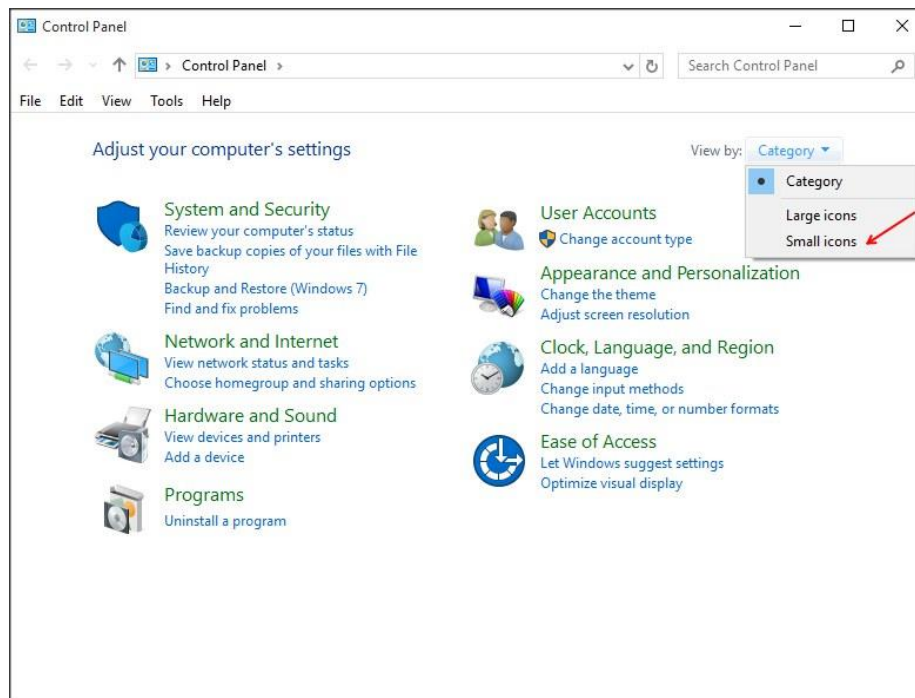 Control Panel
Control Panel
Search Control Panel
File Edit View Tools Help
Adjust your computer's settings
View by: Category
Category
Large icons
Small icons
System and Security
Review your computer's status
Save backup copies of your files with File
History
Backup and Restore (Windows 7)
Find and fix problems
Network and Internet
View network status and tasks
Choose homegroup and sharing options
Hardware and Sound
View devices and printers
Add a device
Programs
Uninstall a program
User Accounts
Change account type
Appearance and Personalization
Change the theme
Adjust screen resolution
Clock, Language, and Region
Add a language
Change input methods
Change date, time, or number formats
Ease of Access
Let Windows suggest settings
Optimize visual display